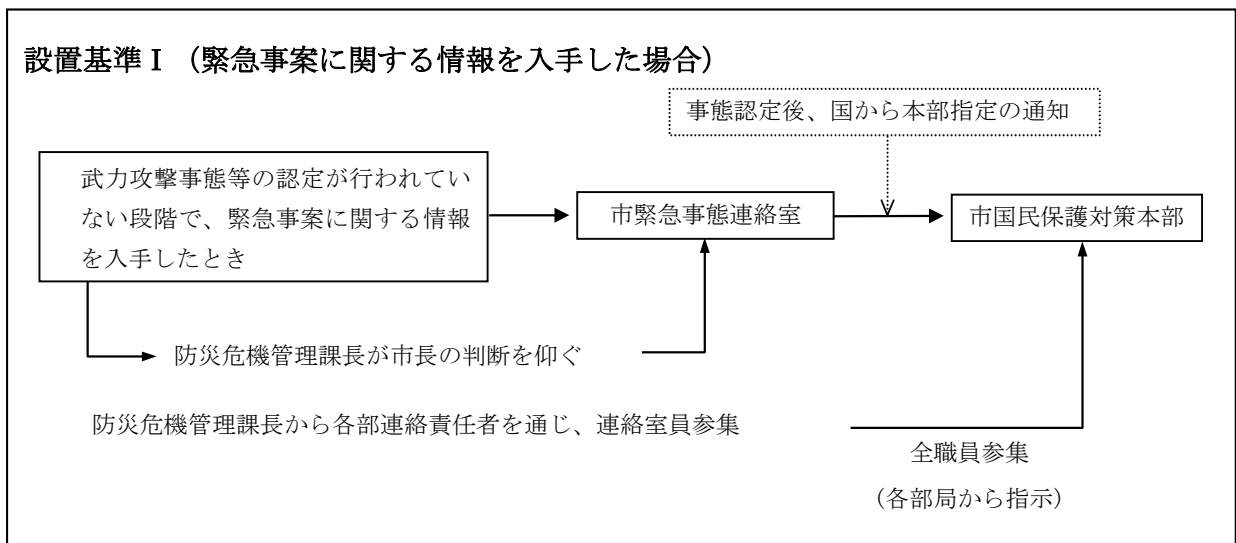 設置基準Ⅰ（緊急事案に関する情報を入手した場合）
事態認定後、国から本部指定の通知
武力攻撃事態等の認定が行われてい
ない段階で、緊急事案に関する情報
を入手したとき
市緊急事態連絡室
市国民保護対策本部
防災危機管理課長が市長の判断を仰ぐ
防災危機管理課長から各部連絡責任者を通じ、連絡室員参集
全職員参集
（各部局から指示）